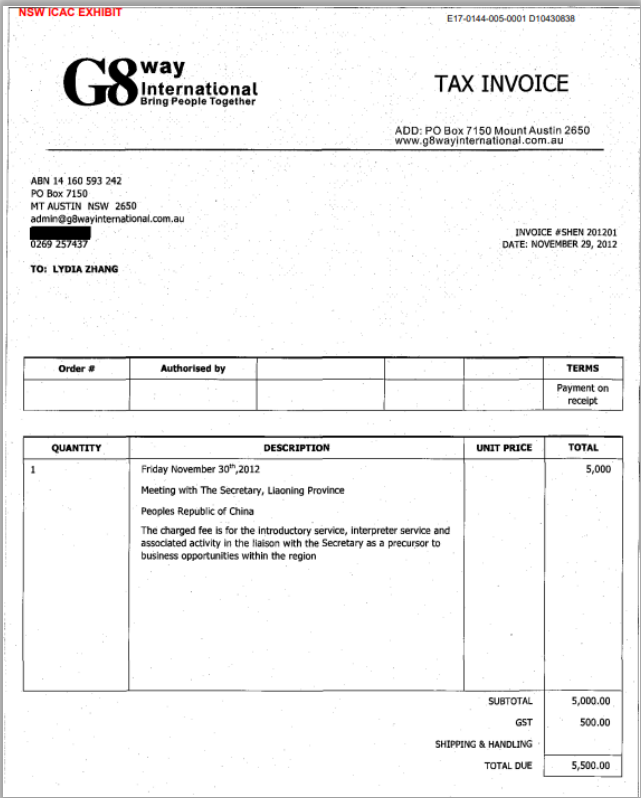 NSW ICAC EXHIBIT
E17-0144-005-0001 D10430838
G8way
International
Bring People Together
TAX INVOICE
ADD: PO Box 7150 Mount Austin 2650
www.g8wayinternational.com.au
ABN 14 160 593 242
PO Box 7150
MT AUSTIN NSW 2650
admin@g8wayinternational.com.au
0269 257437
INVOICE #SHEN 201201
DATE: NOVEMBER 29, 2012
TO: LYDIA ZHANG
Order # Authorised by TERMS
Payment on
receipt
QUANTITY DESCRIPTION UNIT PRICE TOTAL
1 Friday November 30th,2012 5,000
Meeting with The Secretary, Liaoning Province
Peoples Republic of China
The charged fee is for the introductory service, interpreter service and
associated activity in the liaison with the Secretary as a precursor to
business opportunities within the region
SUBTOTAL 5,000.00
GST 500.00
SHIPPING & HANDLING
TOTAL DUE 5,500.00